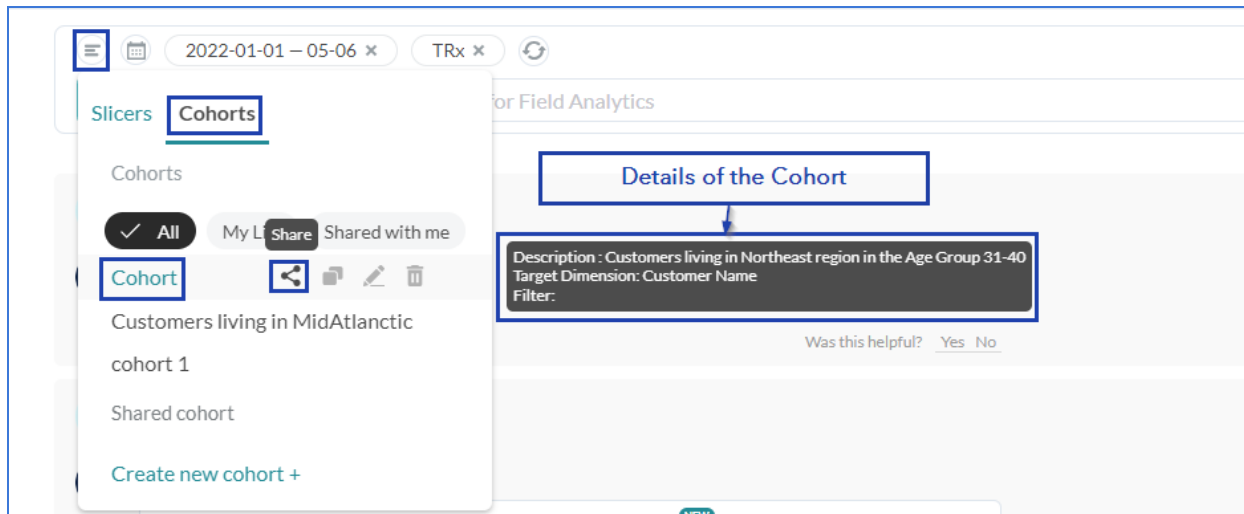 2022-01-01 – 05-06 × TRx ×
Slicers Cohorts
for Field Analytics
Cohorts
Details of the Cohort
All My Li Share Shared with me
Description : Customers living in Northeast region in the Age Group 31-40
Target Dimension: Customer Name
Filter:
Cohort
Customers living in MidAtlanctic
Was this helpful? Yes No
cohort 1
Shared cohort
Create new cohort +
NEW